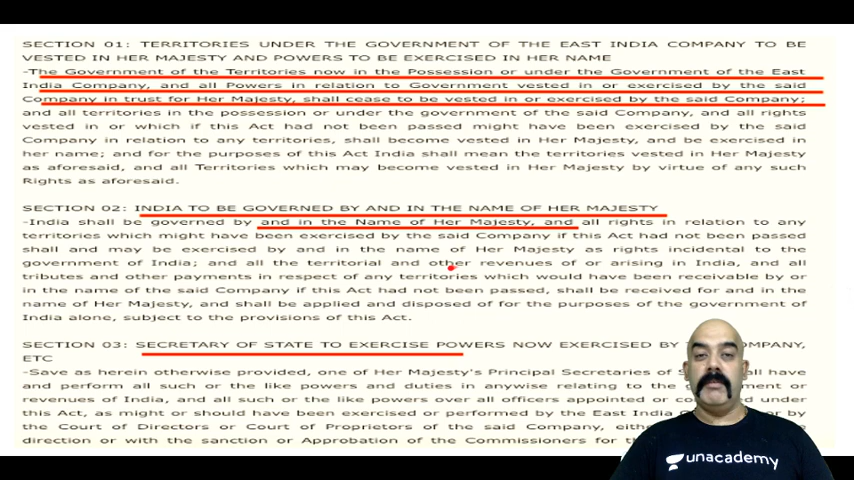 SECTION 01: TERRITORIES UNDER THE GOVERNMENT OF THE EAST INDIA COMPANY TO BE
VESTED IN HER MAJESTY AND POWERS TO BE EXERCISED IN HER NAME
-The Government of the Territories now in the Possession or under the Government of the East
India Company, and all Powers in relation to Government vested in or exercised by the said
Company in trust for Her Majesty, shall cease to be vested in or exercised by the said Company;
and all territories in the possession or under the government of the said Company, and all rights
vested in or which if this Act had not been passed might have been exercised by the said
Company in relation to any territories, shall become vested in Her Majesty, and be exercised in
her name; and for the purposes of this Act India shall mean the territories vested in Her Majesty
as aforesaid, and all Territories which may become vested in Her Majesty by virtue of any such
Rights as aforesaid.
SECTION 02: INDIA TO BE GOVERNED BY AND IN THE NAME OF HER MAJESTY
-India shall be governed by and in the Name of Her Majesty, and all rights in relation to any
territories which might have been exercised by the said Company if this Act had not been passed
shall and may be exercised by and in the name of Her Majesty as rights incidental to the
government of India; and all the territorial and other revenues of or arising in India, and all
tributes and other payments in respect of any territories which would have been receivable by or
in the name of the said Company if this Act had not been passed, shall be received for and in the
name of Her Majesty, and shall be applied and disposed of for the purposes of the government of
India alone, subject to the provisions of this Act.
SECTION 03: SECRETARY OF STATE TO EXERCISE POWERS NOW EXERCISED BY COMPANY,
ETC
-Save as herein otherwise provided, one of Her Majesty's Principal Secretaries of have
and perform all such or the like powers and duties in anywise relating to the or
revenues of India, and all such or the like powers over all officers appointed or under
this Act, as might or should have been exercised or performed by the East India or by
the Court of Directors or Court of Proprietors of the said Company, the
direction or with the sanction or Approbation of the Commissioners for
unacademy